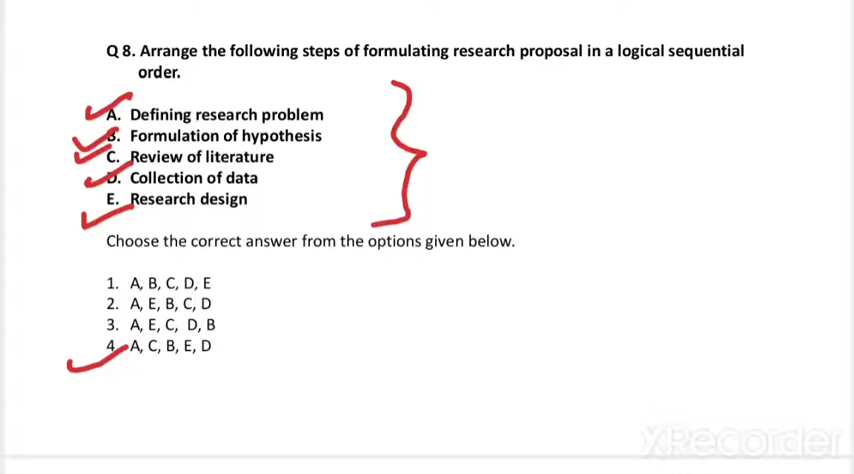 Q 8. Arrange the following steps of formulating research proposal in a logical sequential
order.
A. Defining research problem
B. Formulation of hypothesis
C. Review of literature
D. Collection of data
E. Research design
Choose the correct answer from the options given below.
1. A, B, C, D, E
2. A, E, B, C, D
3. A, E, C, D, B
4. A, C, B, E, D
XRecorder